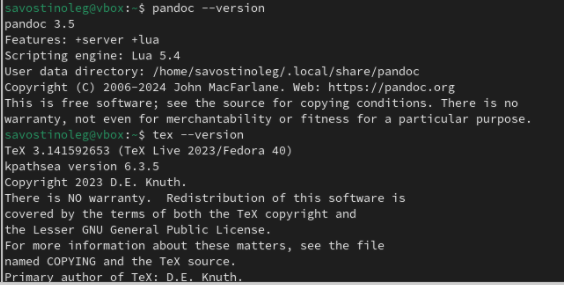 savostinoleg@vbox:~$ pandoc --version
pandoc 3.5
Features: +server +lua
Scripting engine: Lua 5.4
User data directory: /home/savostinoleg/.local/share/pandoc
Copyright (C) 2006-2024 John MacFarlane. Web: https://pandoc.org
This is free software; see the source for copying conditions. There is no
warranty, not even for merchantability or fitness for a particular purpose.
savostinoleg@vbox:~$ tex --version
TeX 3.141592653 (TeX Live 2023/Fedora 40)
kpathsea version 6.3.5
Copyright 2023 D.E. Knuth.
There is NO warranty.  Redistribution of this software is
covered by the terms of both the TeX copyright and
the Lesser GNU General Public License.
For more information about these matters, see the file
named COPYING and the TeX source.
Primary author of TeX: D.E. Knuth.